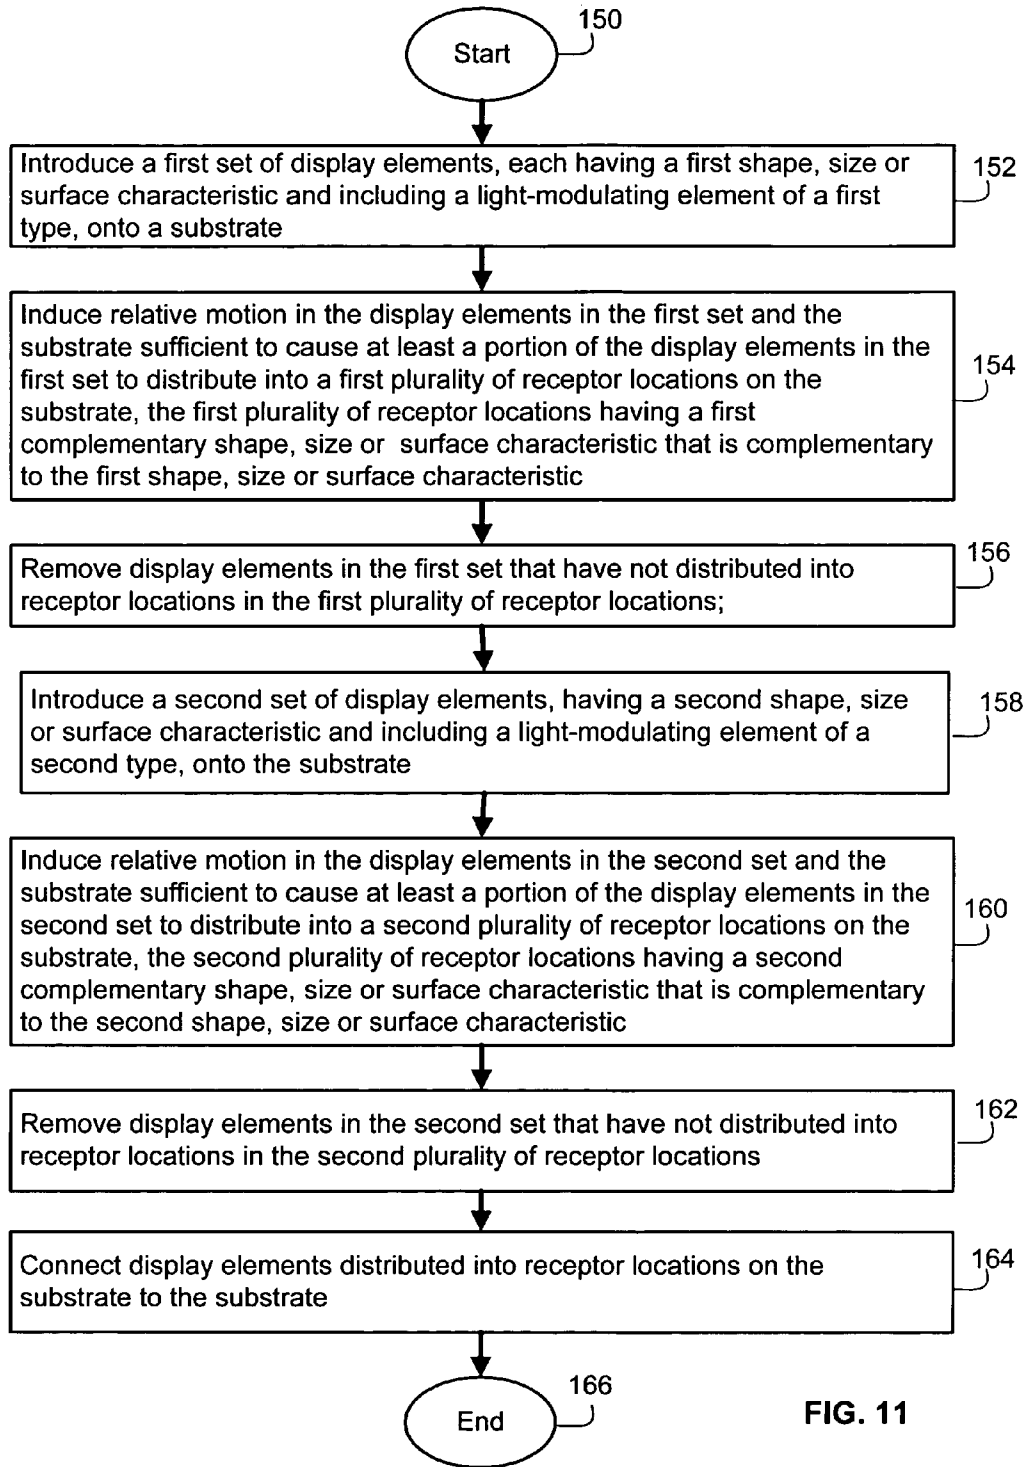 150
Start
Introduce a first set of display elements, each having a first shape, size or
surface characteristic and including a light-modulating element of a first
type, onto a substrate
152
Induce relative motion in the display elements in the first set and the
substrate sufficient to cause at least a portion of the display elements in the
first set to distribute into a first plurality of receptor locations on the
substrate, the first plurality of receptor locations having a first
complementary shape, size or surface characteristic that is complementary
to the first shape, size or surface characteristic
154
Remove display elements in the first set that have not distributed into
receptor locations in the first plurality of receptor locations;
156
Introduce a second set of display elements, having a second shape, size
or surface characteristic and including a light-modulating element of a
second type, onto the substrate
158
Induce relative motion in the display elements in the second set and the
substrate sufficient to cause at least a portion of the display elements in the
second set to distribute into a second plurality of receptor locations on the
substrate, the second plurality of receptor locations having a second
complementary shape, size or surface characteristic that is complementary
to the second shape, size or surface characteristic
160
Remove display elements in the second set that have not distributed into
receptor locations in the second plurality of receptor locations
162
Connect display elements distributed into receptor locations on the
substrate to the substrate
164
End
166
FIG. 11